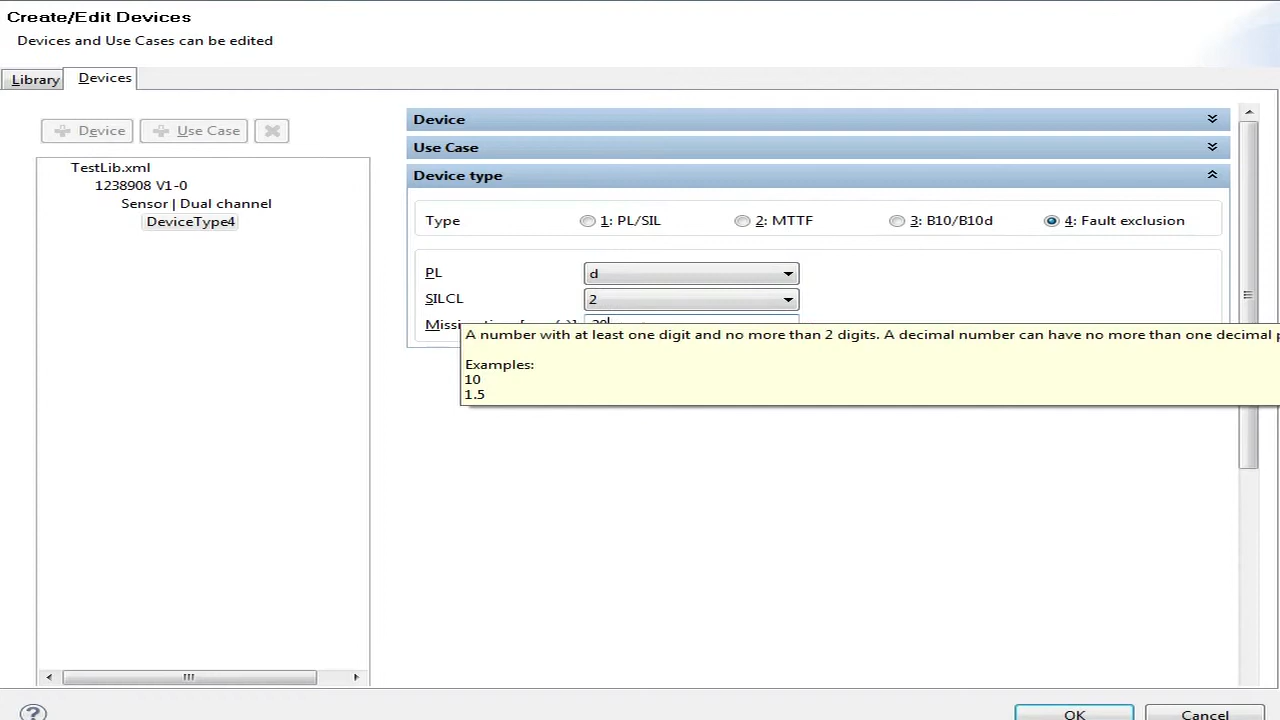 Create/Edit Devices
Devices and Use Cases can be edited
Library
Devices
Device
Use Case
TestLib.xml
1238908 V1-0
Sensor | Dual channel
DeviceType4
Device
Use Case
Device type
Type
1: PL/SIL
2: MTTF
3: B10/B10d
4: Fault exclusion
PL
d
SILCL
2
20
A number with at least one digit and no more than 2 digits. A decimal number can have no more than one decimal
Examples:
10
1.5
OK
Cancel